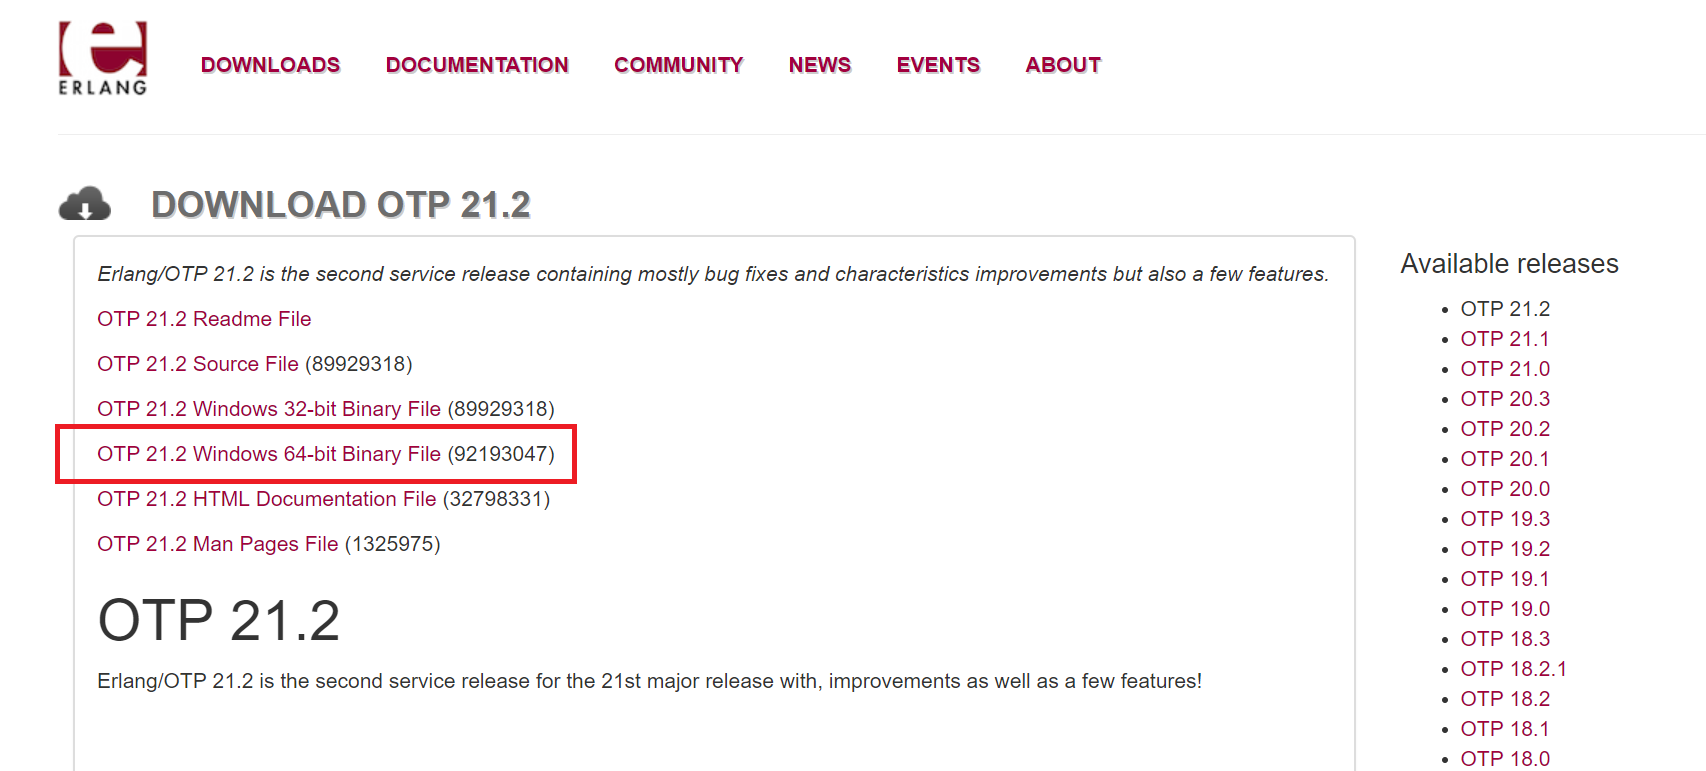 ERLANG
DOWNLOADS DOCUMENTATION COMMUNITY NEWS EVENTS ABOUT
DOWNLOAD OTP 21.2
Erlang/OTP 21.2 is the second service release containing mostly bug fixes and characteristics improvements but also a few features.
OTP 21.2 Readme File
OTP 21.2 Source File (89929318)
OTP 21.2 Windows 32-bit Binary File (89929318)
OTP 21.2 Windows 64-bit Binary File (92193047)
OTP 21.2 HTML Documentation File (32798331)
OTP 21.2 Man Pages File (1325975)
OTP 21.2
Erlang/OTP 21.2 is the second service release for the 21st major release with, improvements as well as a few features!
Available releases
OTP 21.2
OTP 21.1
OTP 21.0
OTP 20.3
OTP 20.2
OTP 20.1
OTP 20.0
OTP 19.3
OTP 19.2
OTP 19.1
OTP 19.0
OTP 18.3
OTP 18.2.1
OTP 18.2
OTP 18.1
OTP 18.0